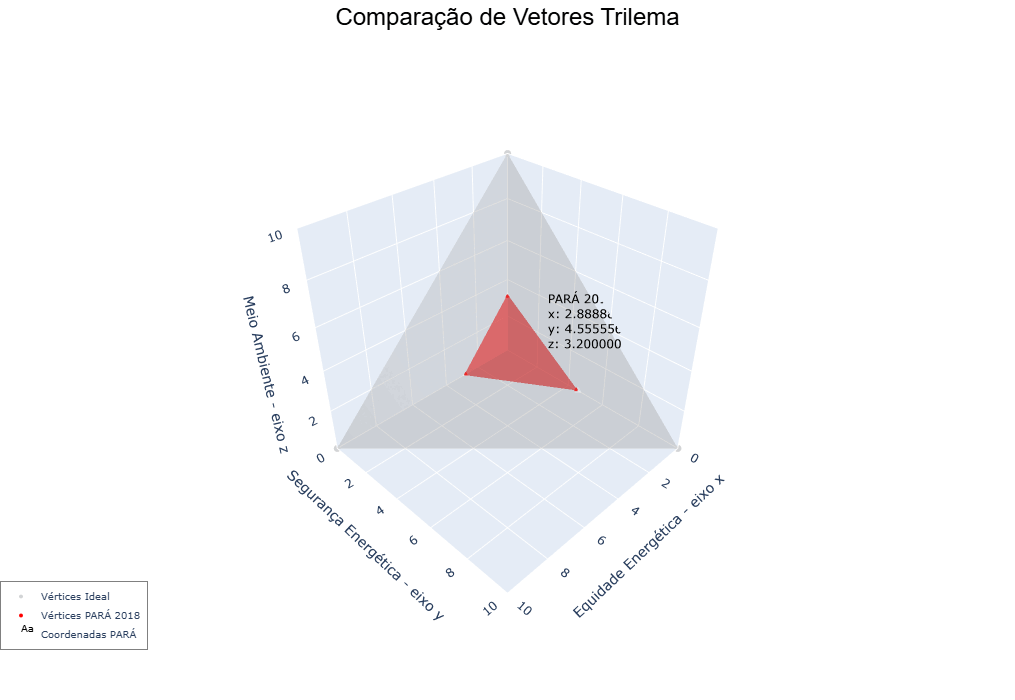 Comparação de Vetores Trilema
10
8
6
4
2
0
Meio Ambiente - eixo z
PARÁ 20
x: 2.8888
y: 4.555556
z: 3.200000
0
2
4
6
8
10
Segurança Energética - eixo y
2
4
6
8
10
Equidade Energética - eixo x
Vértices Ideal
Vértices PARÁ 2018
Aa
Coordenadas PARÁ